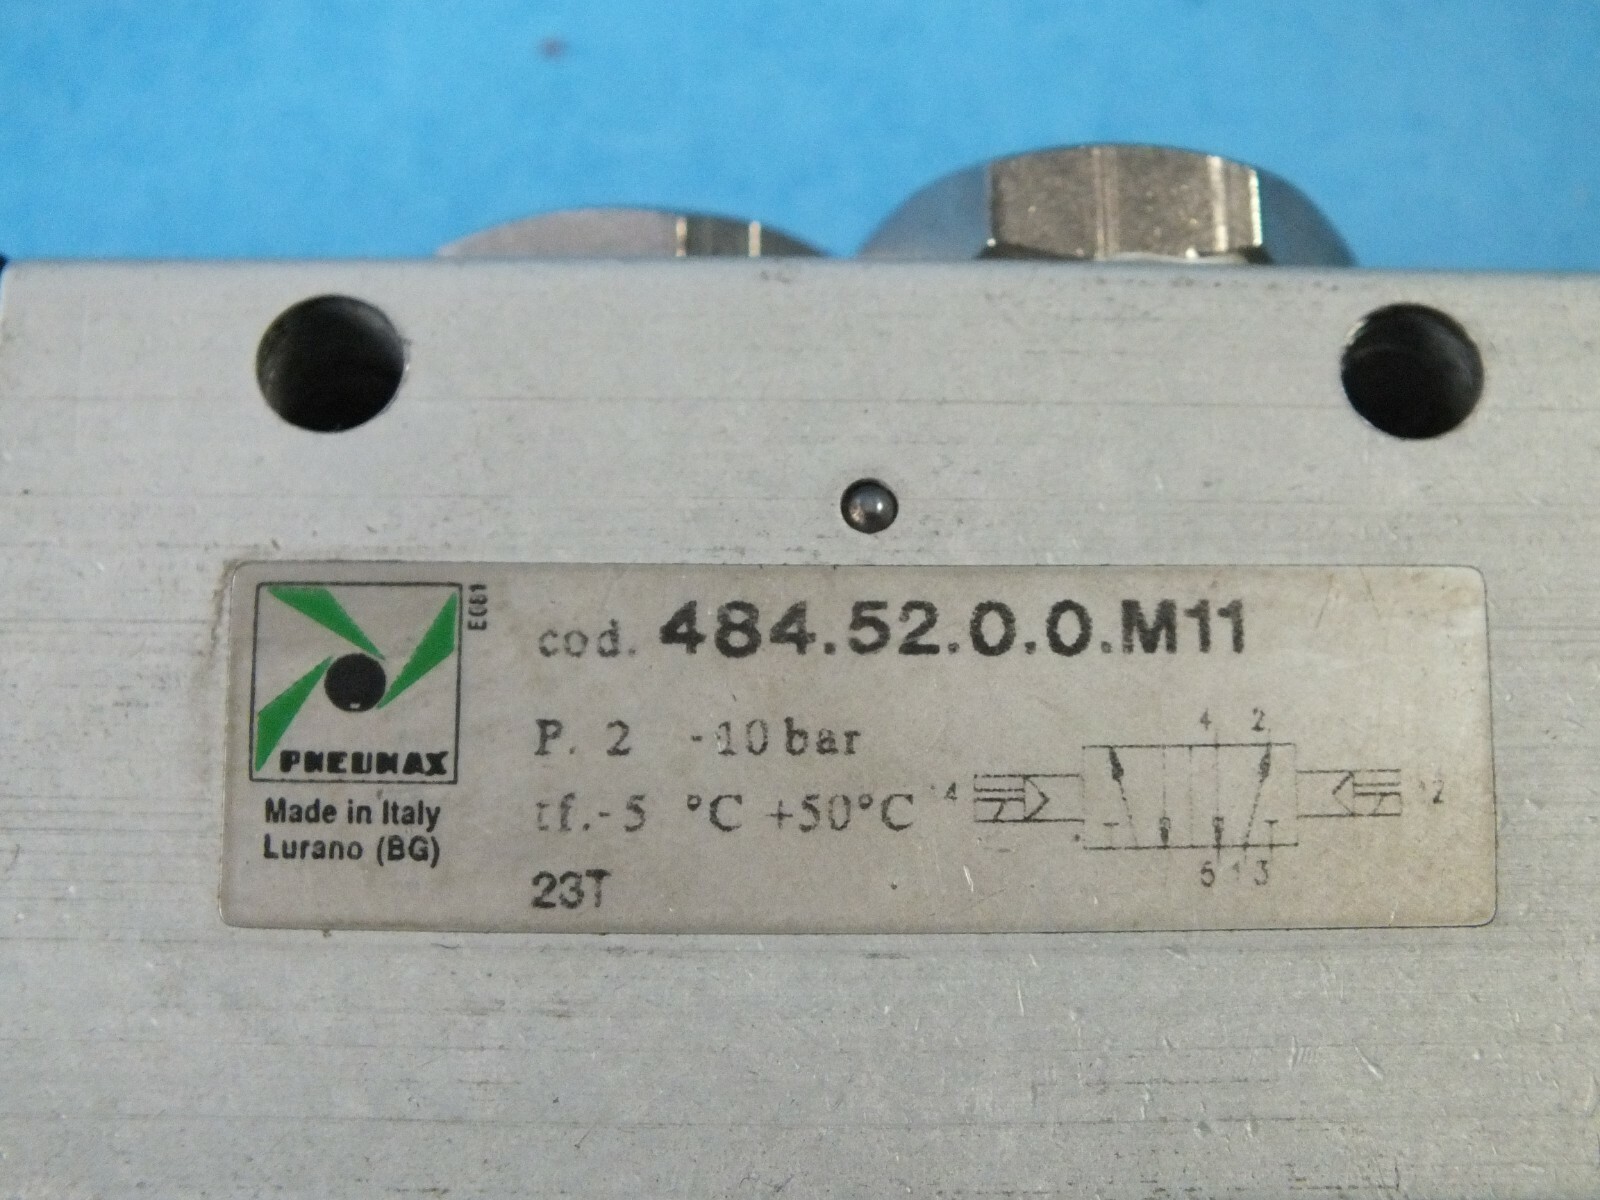 PNEUMAX
E081
Made in Italy
Lurano (BG)
cod. 484.52.0.0.M11
P. 2 -10 bar
tf.-5 °C +50°C
23T
4 2
14 12
5 1 3